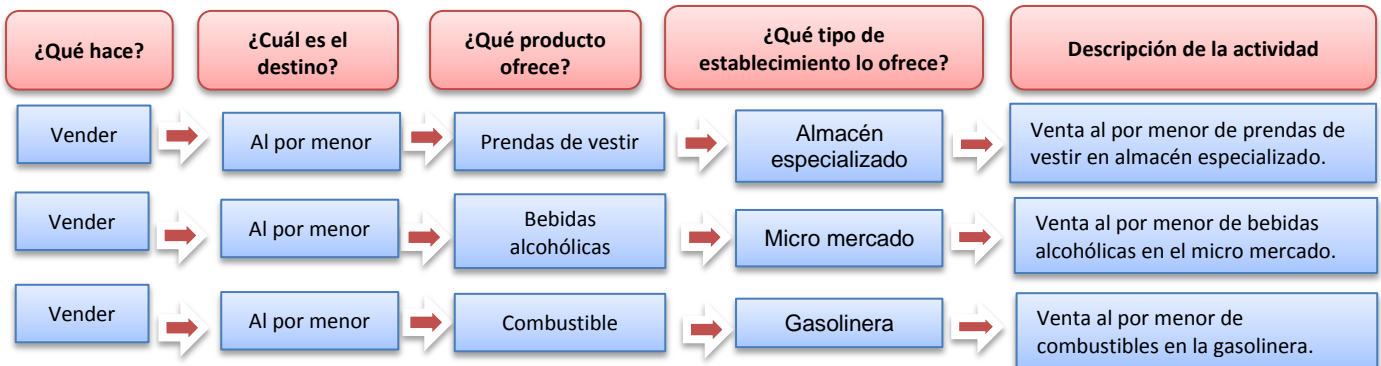 ¿Qué hace?
¿Cuál es el
destino?
¿Qué producto
ofrece?
¿Qué tipo de
establecimiento lo ofrece?
Descripción de la actividad
Vender
Al por menor
Prendas de vestir
Almacén
especializado
Venta al por menor de prendas de
vestir en almacén especializado.
Vender
Al por menor
Bebidas
alcohólicas
Micro mercado
Venta al por menor de bebidas
alcohólicas en el micro mercado.
Vender
Al por menor
Combustible
Gasolinera
Venta al por menor de
combustibles en la gasolinera.